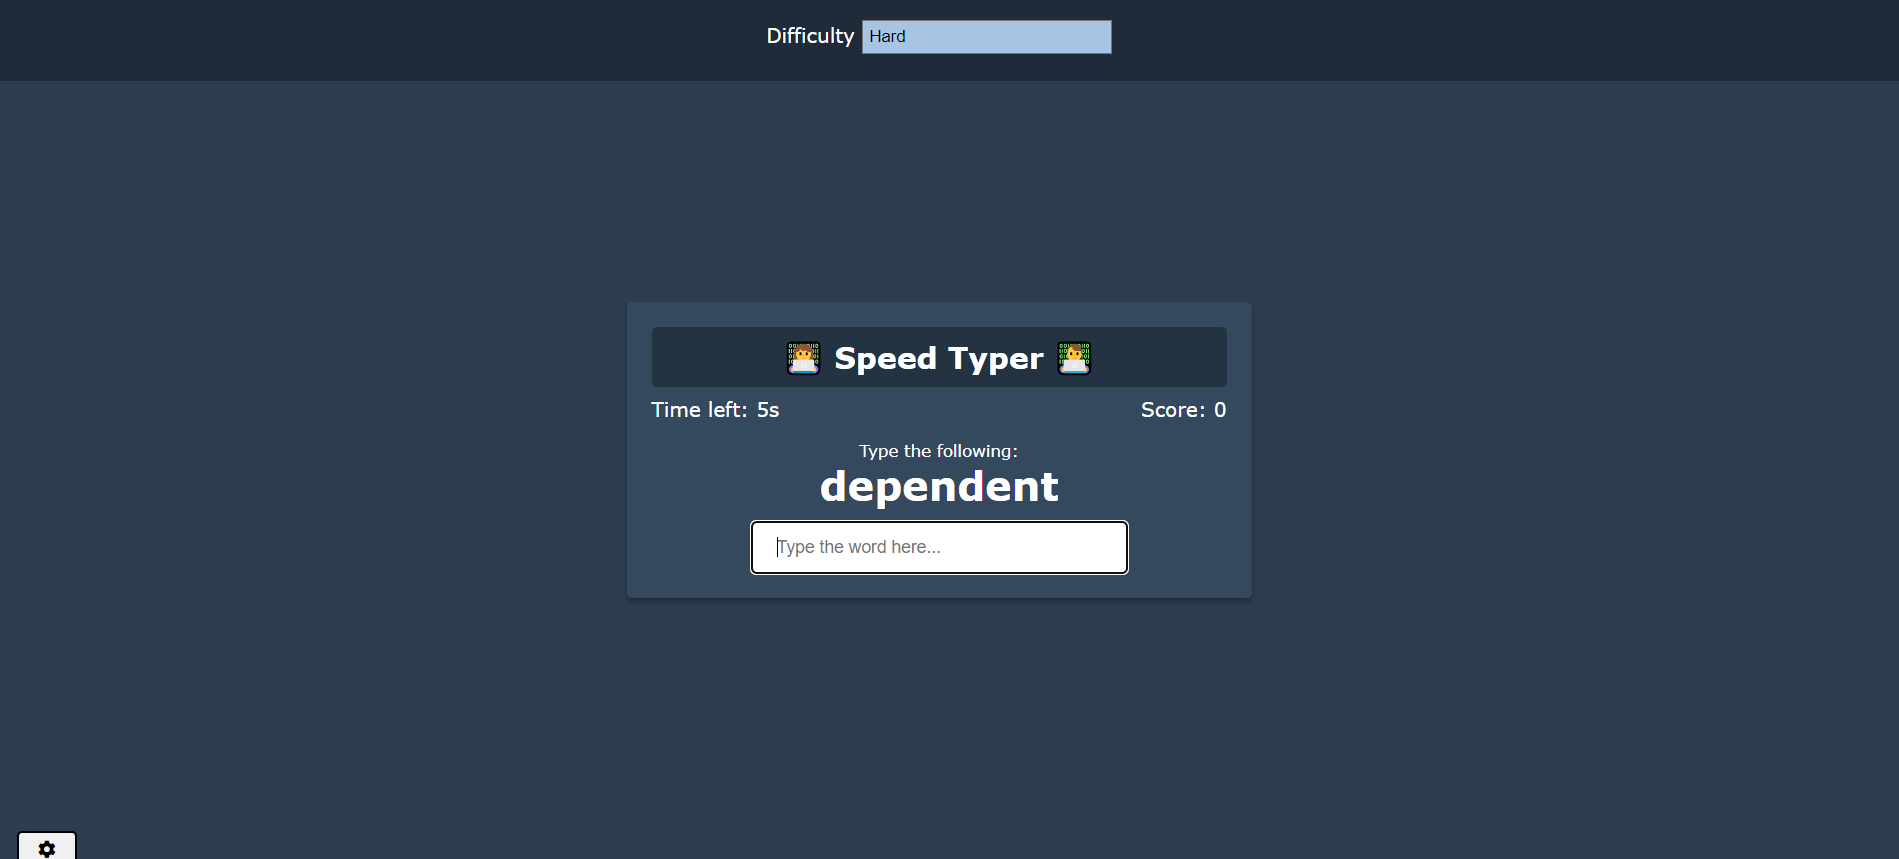 Difficulty Hard
Speed Typer
Time left: 5s Score: 0
Type the following:
dependent
Type the word here...